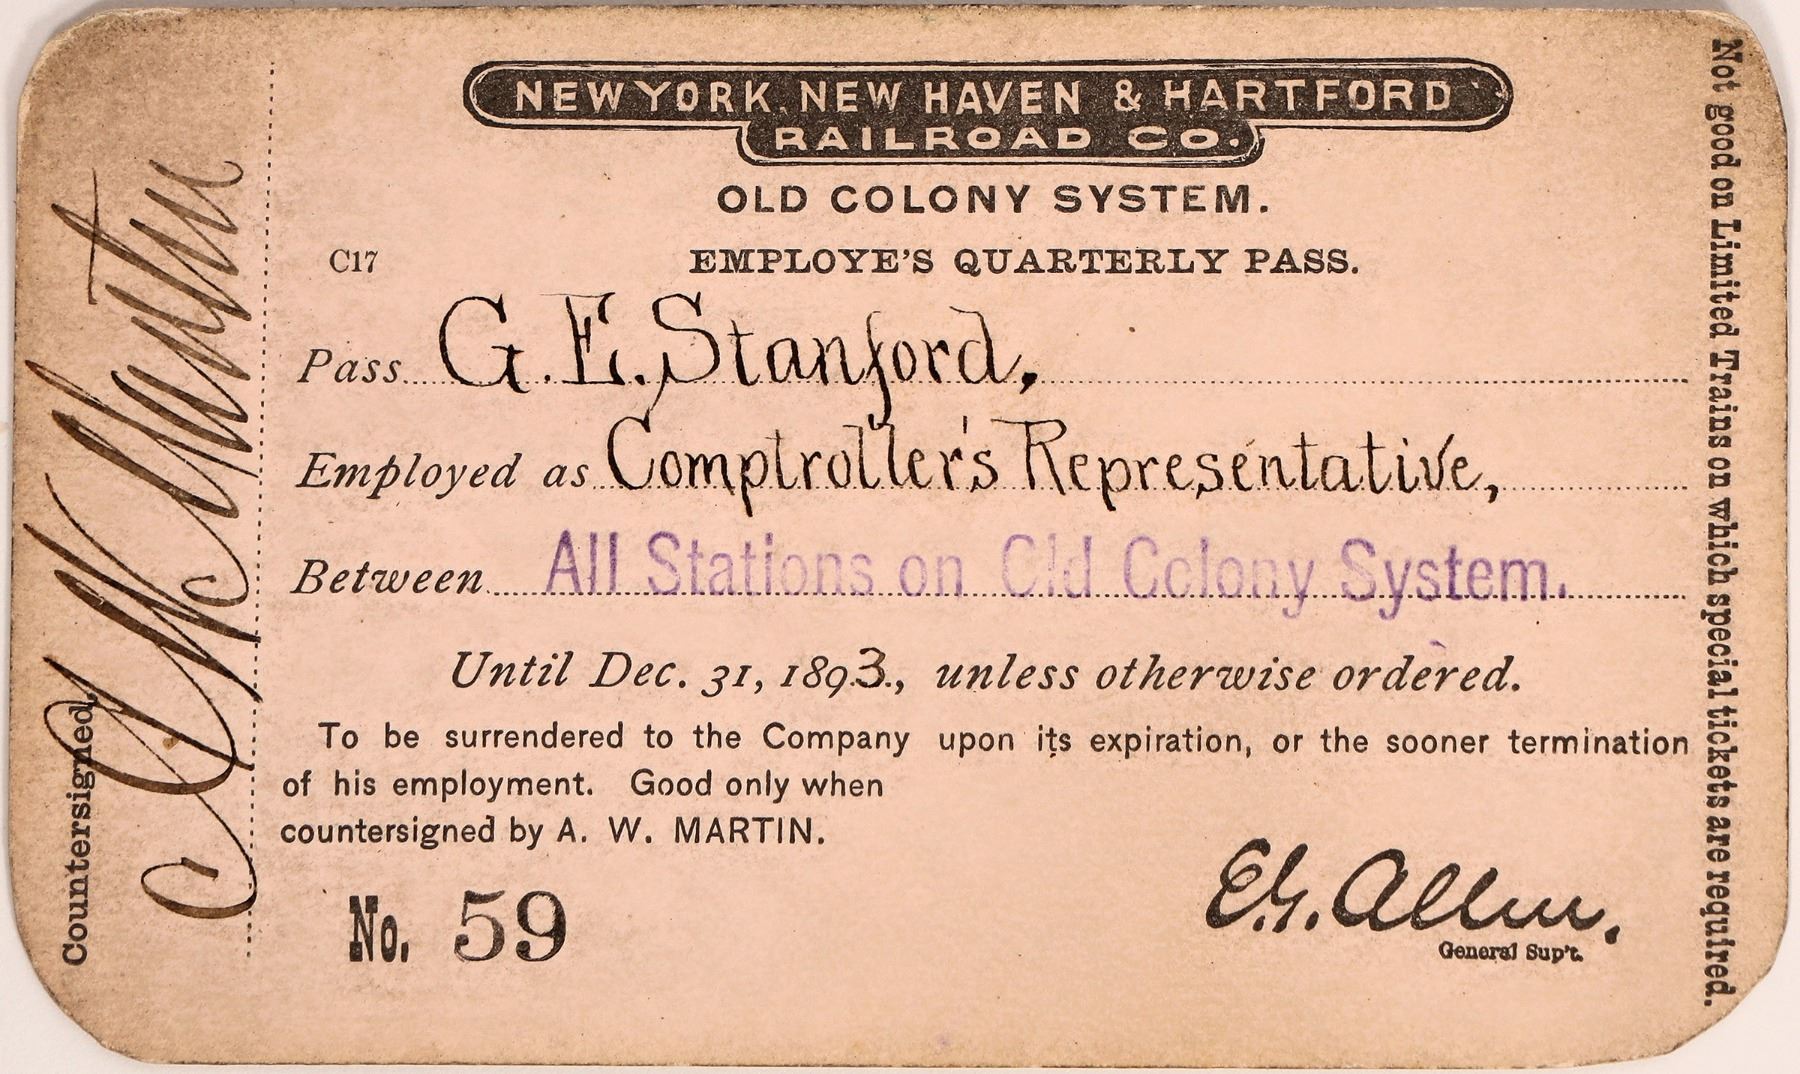 NEW YORK, NEW HAVEN & HARTFORD
RAILROAD CO.
OLD COLONY SYSTEM.
C17 EMPLOYE'S QUARTERLY PASS.
Pass G. E. Stanford,
Employed as Comptroller's Representative,
Between All Stations on Old Colony System.
Until Dec. 31, 1893., unless otherwise ordered.
To be surrendered to the Company upon its expiration, or the sooner termination
of his employment. Good only when
countersigned by A. W. MARTIN.
No. 59
E. G. Allen.
General Sup't.
Countersigned,
A W Martin
Not good on Limited Trains on which special tickets are required.